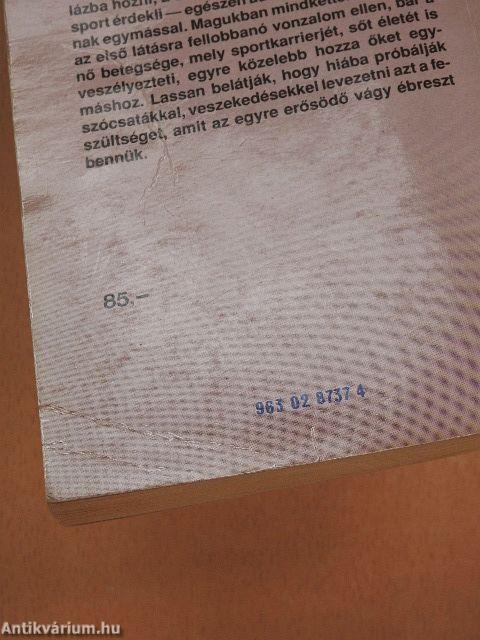 lázba hozni,
sport érdekli — egészen
nak egymással. Magukban mindkette
az első látásra fellobbanó vonzalom ellen, bár a
nő betegsége, mely sportkarrierjét, sőt életét is
veszélyezteti, egyre közelebb hozza őket egy-
máshoz. Lassan belátják, hogy hiába próbálják
szócsatákkal, veszekedésekkel levezetni azt a fe-
szültséget, amit az egyre erősödő vágy ébreszt
bennük.
85.–
963 02 8737 4
Antikvárium.hu